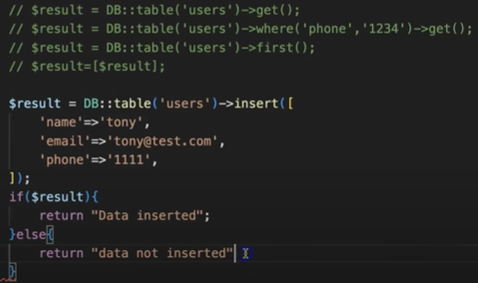 // $result = DB::table('users')->get();
// $result = DB::table('users')->where('phone','1234')->get();
// $result = DB::table('users')->first();
// $result=[$result];
$result = DB::table('users')->insert([
'name'=>'tony',
'email'=>'tony@test.com',
'phone'=>'1111',
]);
if($result){
return "Data inserted";
}else{
return "data not inserted"
}